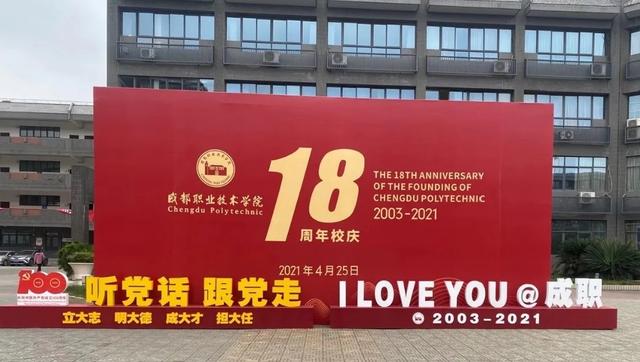 成都职业技术学院
Chengdu Polytechnic
18
周年校庆
THE 18TH ANNIVERSARY
OF THE FOUNDING OF
CHENGDU POLYTECHNIC
2003-2021
2021年4月25日
100
听党话 跟党走
立大志 明大德 成大才 担大任
I LOVE YOU @成职
2003-2021